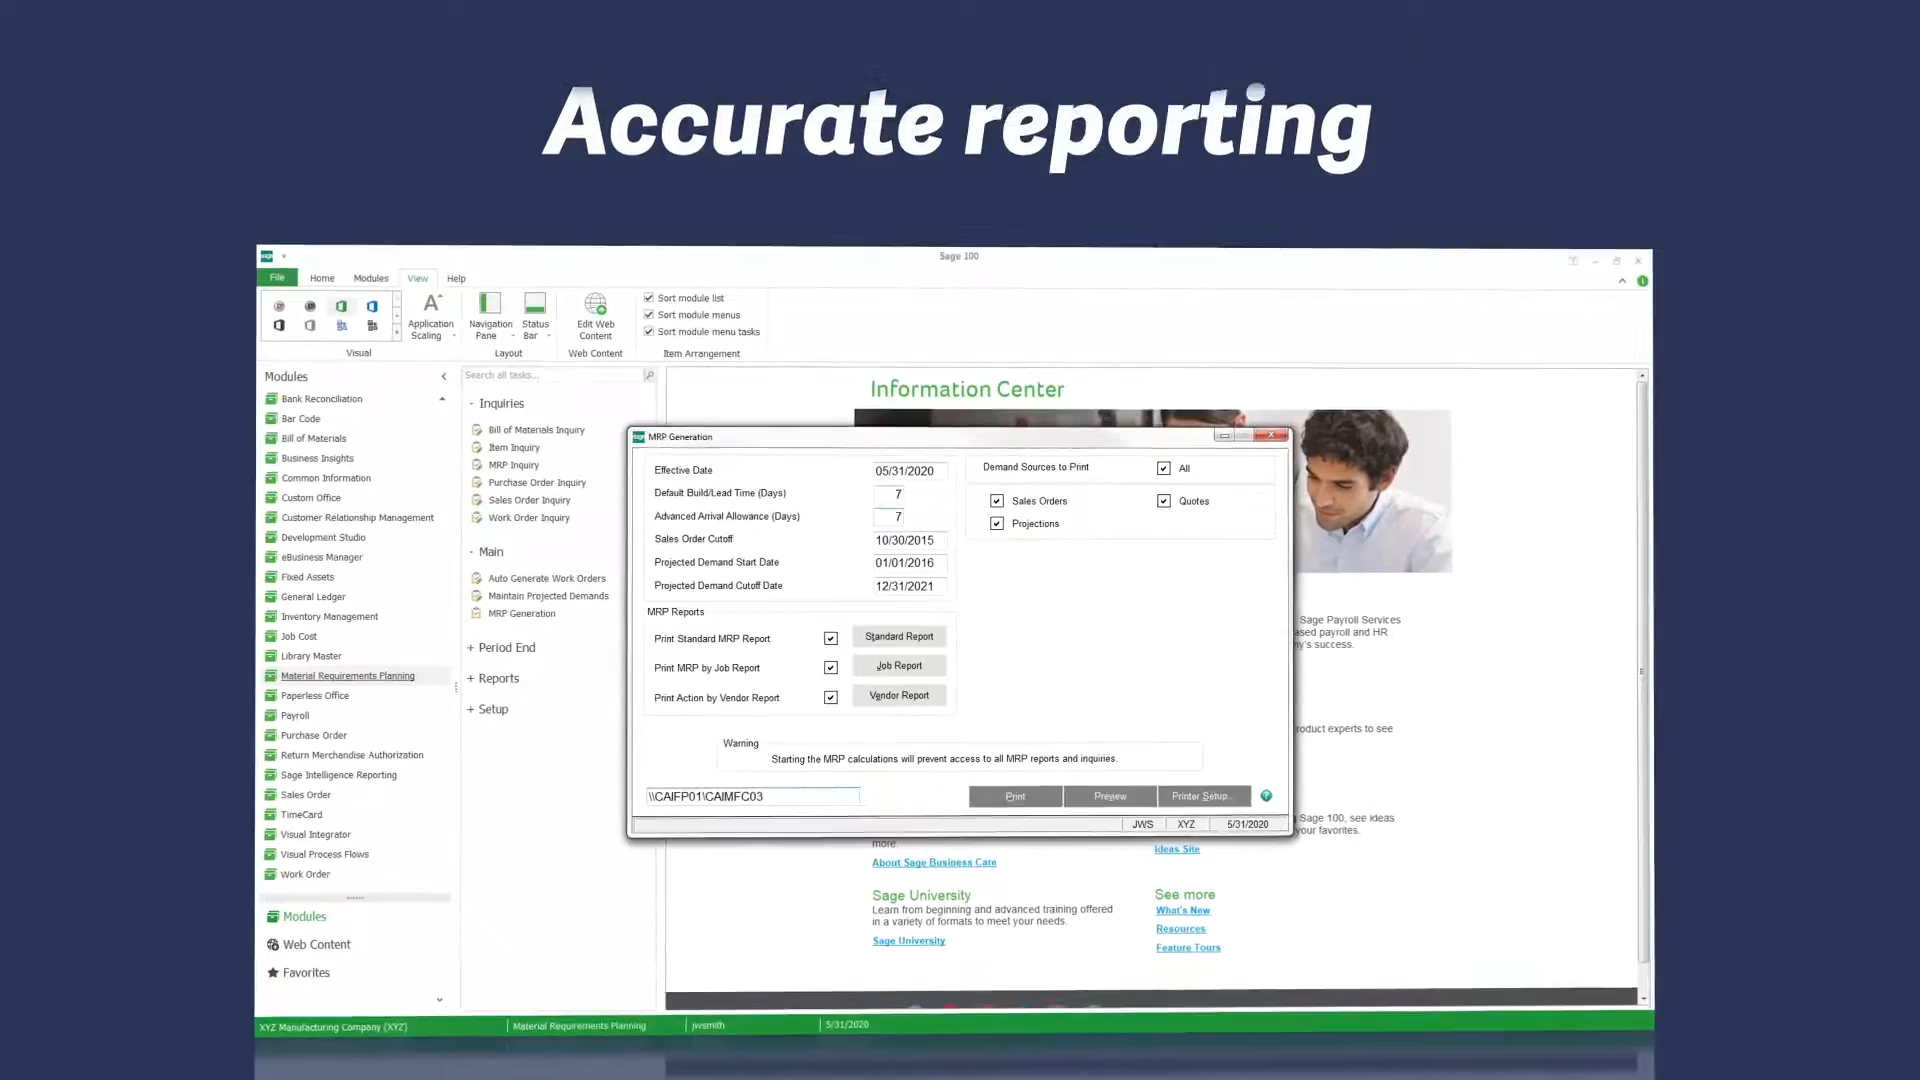 Accurate reporting
sage
Sage 100
File
Home
Modules
View
Help
Application Scaling
Navigation Pane
Status Bar
Edit Web Content
Sort module list
Sort module menus
Sort module menu tasks
Visual
Layout
Web Content
Item Arrangement
Modules
Bank Reconciliation
Bar Code
Bill of Materials
Business Insights
Common Information
Custom Office
Customer Relationship Management
Development Studio
eBusiness Manager
Fixed Assets
General Ledger
Inventory Management
Job Cost
Library Master
Material Requirements Planning
Paperless Office
Payroll
Purchase Order
Return Merchandise Authorization
Sage Intelligence Reporting
Sales Order
TimeCard
Visual Integrator
Visual Process Flows
Work Order
Modules
Web Content
Favorites
Search all tasks...
- Inquiries
Bill of Materials Inquiry
Item Inquiry
MRP Inquiry
Purchase Order Inquiry
Sales Order Inquiry
Work Order Inquiry
- Main
Auto Generate Work Orders
Maintain Projected Demands
MRP Generation
+ Period End
+ Reports
+ Setup
Information Center
sage MRP Generation
Effective Date 05/31/2020
Default Build/Lead Time (Days) 7
Advanced Arrival Allowance (Days) 7
Sales Order Cutoff 10/30/2015
Projected Demand Start Date 01/01/2016
Projected Demand Cutoff Date 12/31/2021
Demand Sources to Print All
Sales Orders Quotes
Projections
MRP Reports
Print Standard MRP Report Standard Report
Print MRP by Job Report Job Report
Print Action by Vendor Report Vendor Report
Warning
Starting the MRP calculations will prevent access to all MRP reports and inquiries.
\\CAIFP01\CAIMFC03
Print
Preview
Printer Setup...
JWS XYZ 5/31/2020
Sage Payroll Services
ased payroll and HR
y's success.
roduct experts to see
Sage 100, see ideas
your favorites.
more
About Sage Business Care
Ideas Site
Sage University
Learn from beginning and advanced training offered
in a variety of formats to meet your needs.
Sage University
See more
What's New
Resources
Feature Tours
XYZ Manufacturing Company (XYZ) Material Requirements Planning jwsmith 5/31/2020